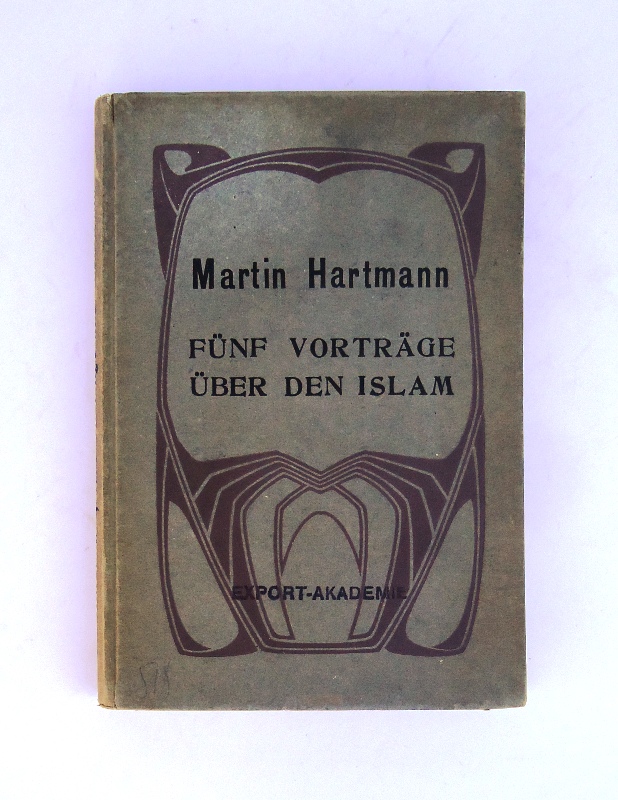 Martin Hartmann
FÜNF VORTRÄGE
ÜBER DEN ISLAM
EXPORT-AKADEMIE